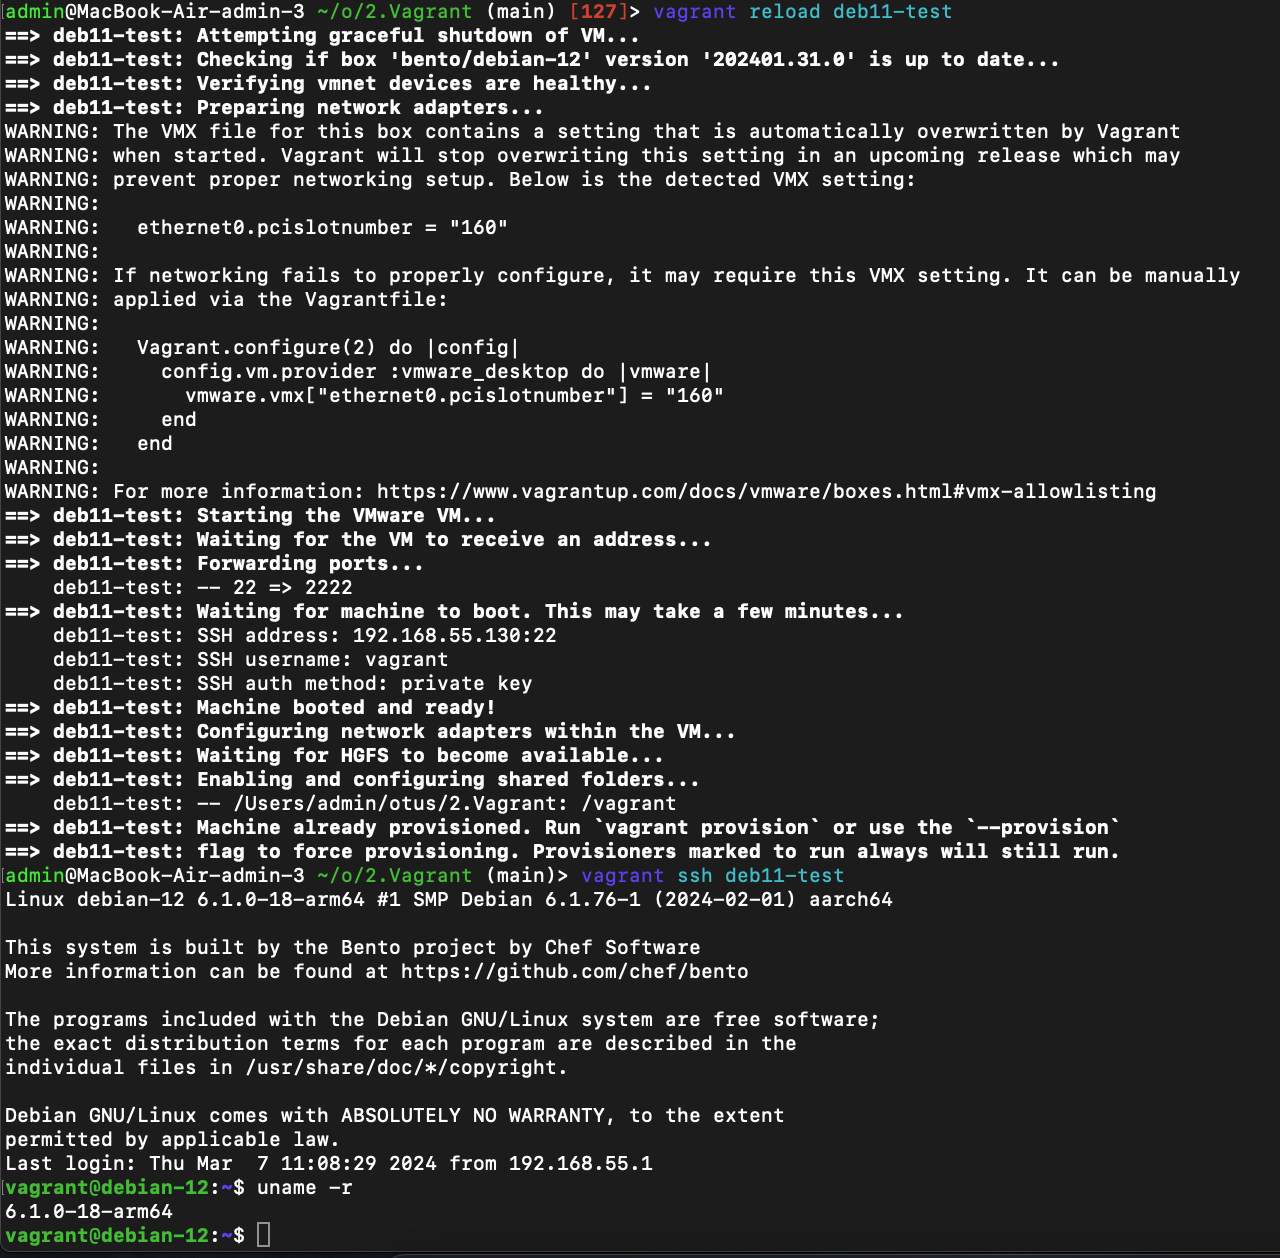 admin@MacBook-Air-admin-3 ~/o/2.Vagrant (main) [127]> vagrant reload deb11-test
==> deb11-test: Attempting graceful shutdown of VM...
==> deb11-test: Checking if box 'bento/debian-12' version '202401.31.0' is up to date...
==> deb11-test: Verifying vmnet devices are healthy...
==> deb11-test: Preparing network adapters...
WARNING: The VMX file for this box contains a setting that is automatically overwritten by Vagrant
WARNING: when started. Vagrant will stop overwriting this setting in an upcoming release which may
WARNING: prevent proper networking setup. Below is the detected VMX setting:
WARNING:
WARNING:   ethernet0.pcislotnumber = "160"
WARNING:
WARNING: If networking fails to properly configure, it may require this VMX setting. It can be manually
WARNING: applied via the Vagrantfile:
WARNING:
WARNING:   Vagrant.configure(2) do |config|
WARNING:     config.vm.provider :vmware_desktop do |vmware|
WARNING:       vmware.vmx["ethernet0.pcislotnumber"] = "160"
WARNING:     end
WARNING:   end
WARNING:
WARNING: For more information: https://www.vagrantup.com/docs/vmware/boxes.html#vmx-allowlisting
==> deb11-test: Starting the VMware VM...
==> deb11-test: Waiting for the VM to receive an address...
==> deb11-test: Forwarding ports...
    deb11-test: -- 22 => 2222
==> deb11-test: Waiting for machine to boot. This may take a few minutes...
    deb11-test: SSH address: 192.168.55.130:22
    deb11-test: SSH username: vagrant
    deb11-test: SSH auth method: private key
==> deb11-test: Machine booted and ready!
==> deb11-test: Configuring network adapters within the VM...
==> deb11-test: Waiting for HGFS to become available...
==> deb11-test: Enabling and configuring shared folders...
    deb11-test: -- /Users/admin/otus/2.Vagrant: /vagrant
==> deb11-test: Machine already provisioned. Run `vagrant provision` or use the `--provision`
==> deb11-test: flag to force provisioning. Provisioners marked to run always will still run.
admin@MacBook-Air-admin-3 ~/o/2.Vagrant (main)> vagrant ssh deb11-test
Linux debian-12 6.1.0-18-arm64 #1 SMP Debian 6.1.76-1 (2024-02-01) aarch64

This system is built by the Bento project by Chef Software
More information can be found at https://github.com/chef/bento

The programs included with the Debian GNU/Linux system are free software;
the exact distribution terms for each program are described in the
individual files in /usr/share/doc/*/copyright.

Debian GNU/Linux comes with ABSOLUTELY NO WARRANTY, to the extent
permitted by applicable law.
Last login: Thu Mar  7 11:08:29 2024 from 192.168.55.1
vagrant@debian-12:~$ uname -r
6.1.0-18-arm64
vagrant@debian-12:~$